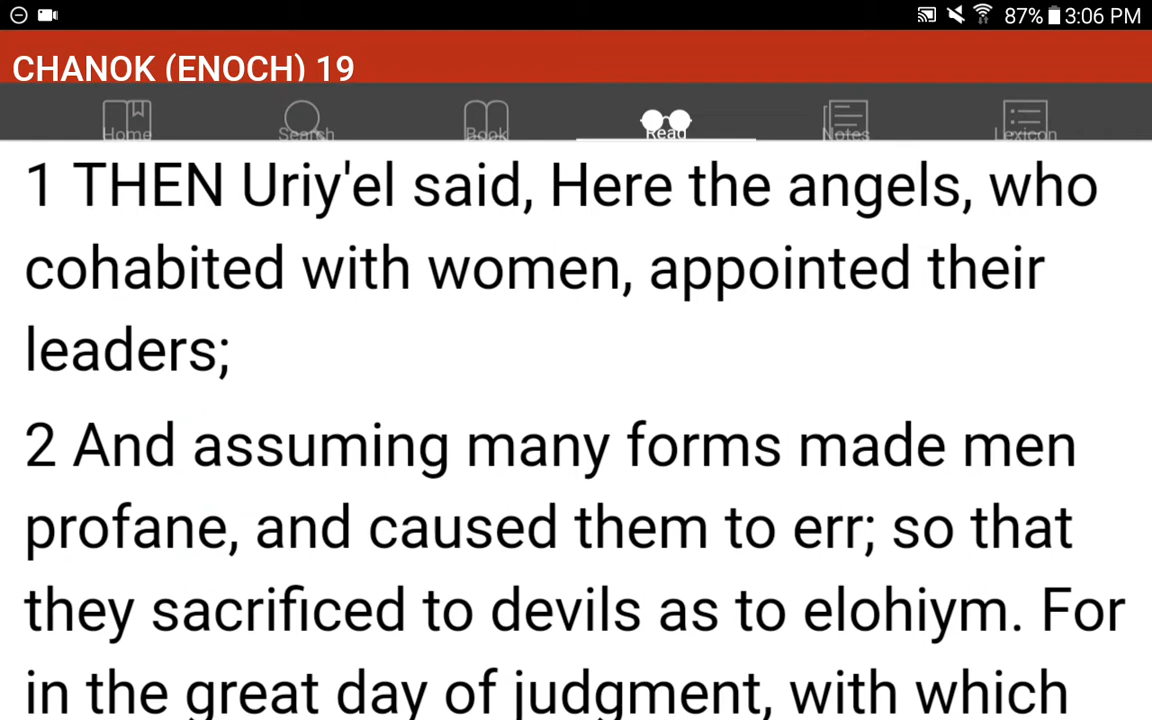 87% 3:06 PM
CHANOK (ENOCH) 19
Home Search Book Read Notes Lexicon
1 THEN Uriy'el said, Here the angels, who
cohabited with women, appointed their
leaders;
2 And assuming many forms made men
profane, and caused them to err; so that
they sacrificed to devils as to elohiym. For
in the great day of judgment, with which